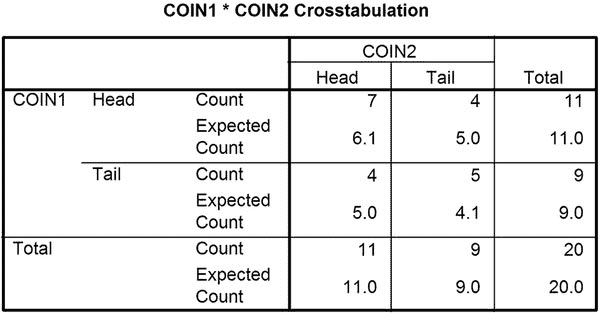 COIN1 * COIN2 Crosstabulation
COIN2
Head Tail Total
COIN1 Head Count 7 4 11
Expected Count 6.1 5.0 11.0
Tail Count 4 5 9
Expected Count 5.0 4.1 9.0
Total Count 11 9 20
Expected Count 11.0 9.0 20.0